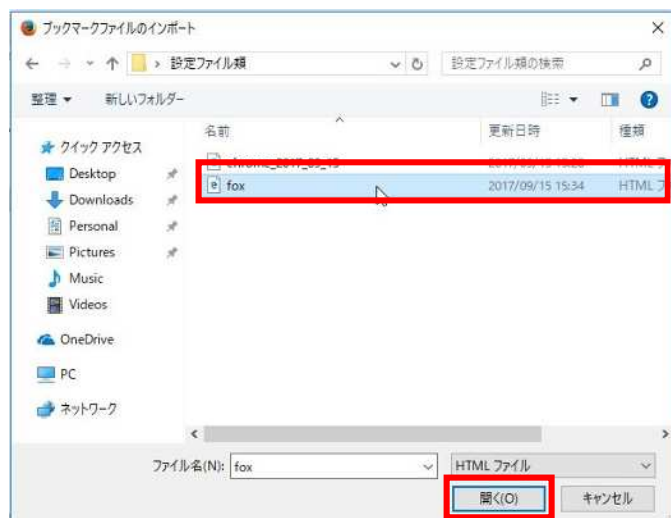 ブックマークファイルのインポート
設定ファイル類
設定ファイル類の検索
整理
新しいフォルダー
名前
更新日時
種類
クイック アクセス
Desktop
Downloads
Personal
Pictures
Music
Videos
OneDrive
PC
ネットワーク
fox
2017/09/15 15:34
HTML フ
ファイル名(N):
fox
HTML ファイル
開く(O)
キャンセル